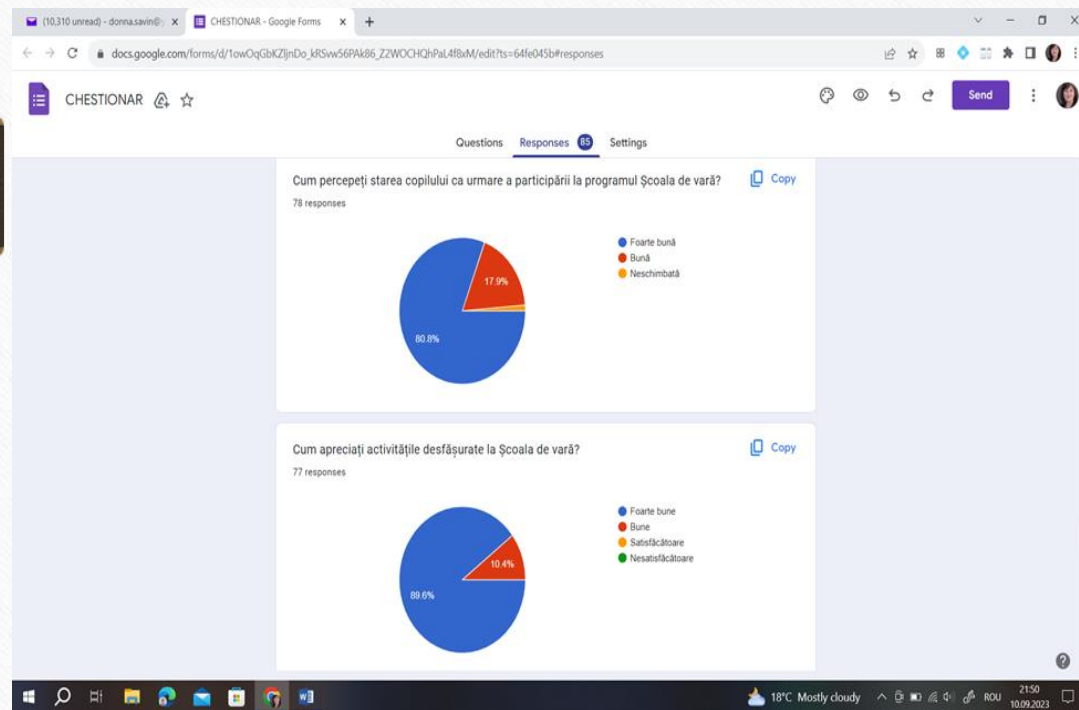 (10,310 unread) - donna.savin@y
CHESTIONAR - Google Forms
docs.google.com/forms/d/1owOqGbKZIjnDo_kRSvw56PAk86_Z2WOCHQhPaL4f8xM/edit?ts=64fe045b#responses
CHESTIONAR
Send
Questions Responses 85 Settings
Cum percepeți starea copilului ca urmare a participării la programul Școala de vară?
Copy
78 responses
Foarte bună
Bună
Neschimbată
17.9%
80.8%
Cum apreciați activitățile desfășurate la Școala de vară?
Copy
77 responses
Foarte bune
Bune
Satisfăcătoare
Nesatisfăcătoare
10.4%
89.6%
18°C Mostly cloudy
ROU
21:50
10.09.2023